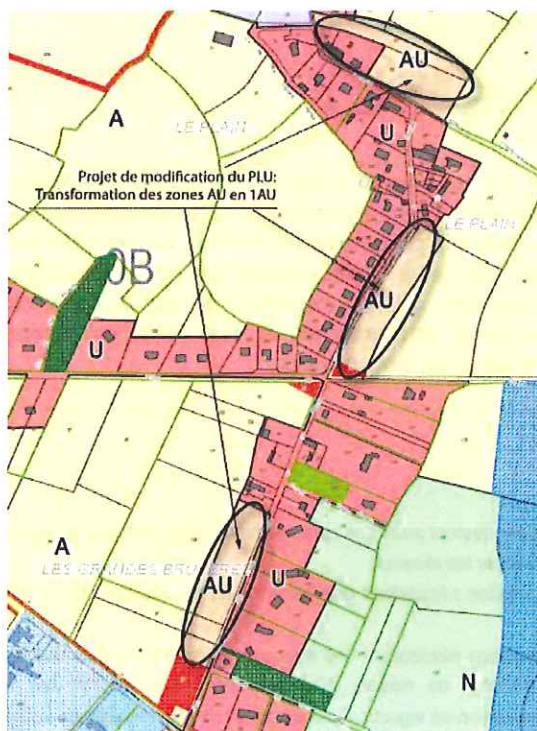 AU
A
LE PLAIN
U
Projet de modification du PLU:
Transformation des zones AU en 1AU
LE PLAIN
0B
AU
U
A
LES GRANDES BRUYERES
AU
U
N